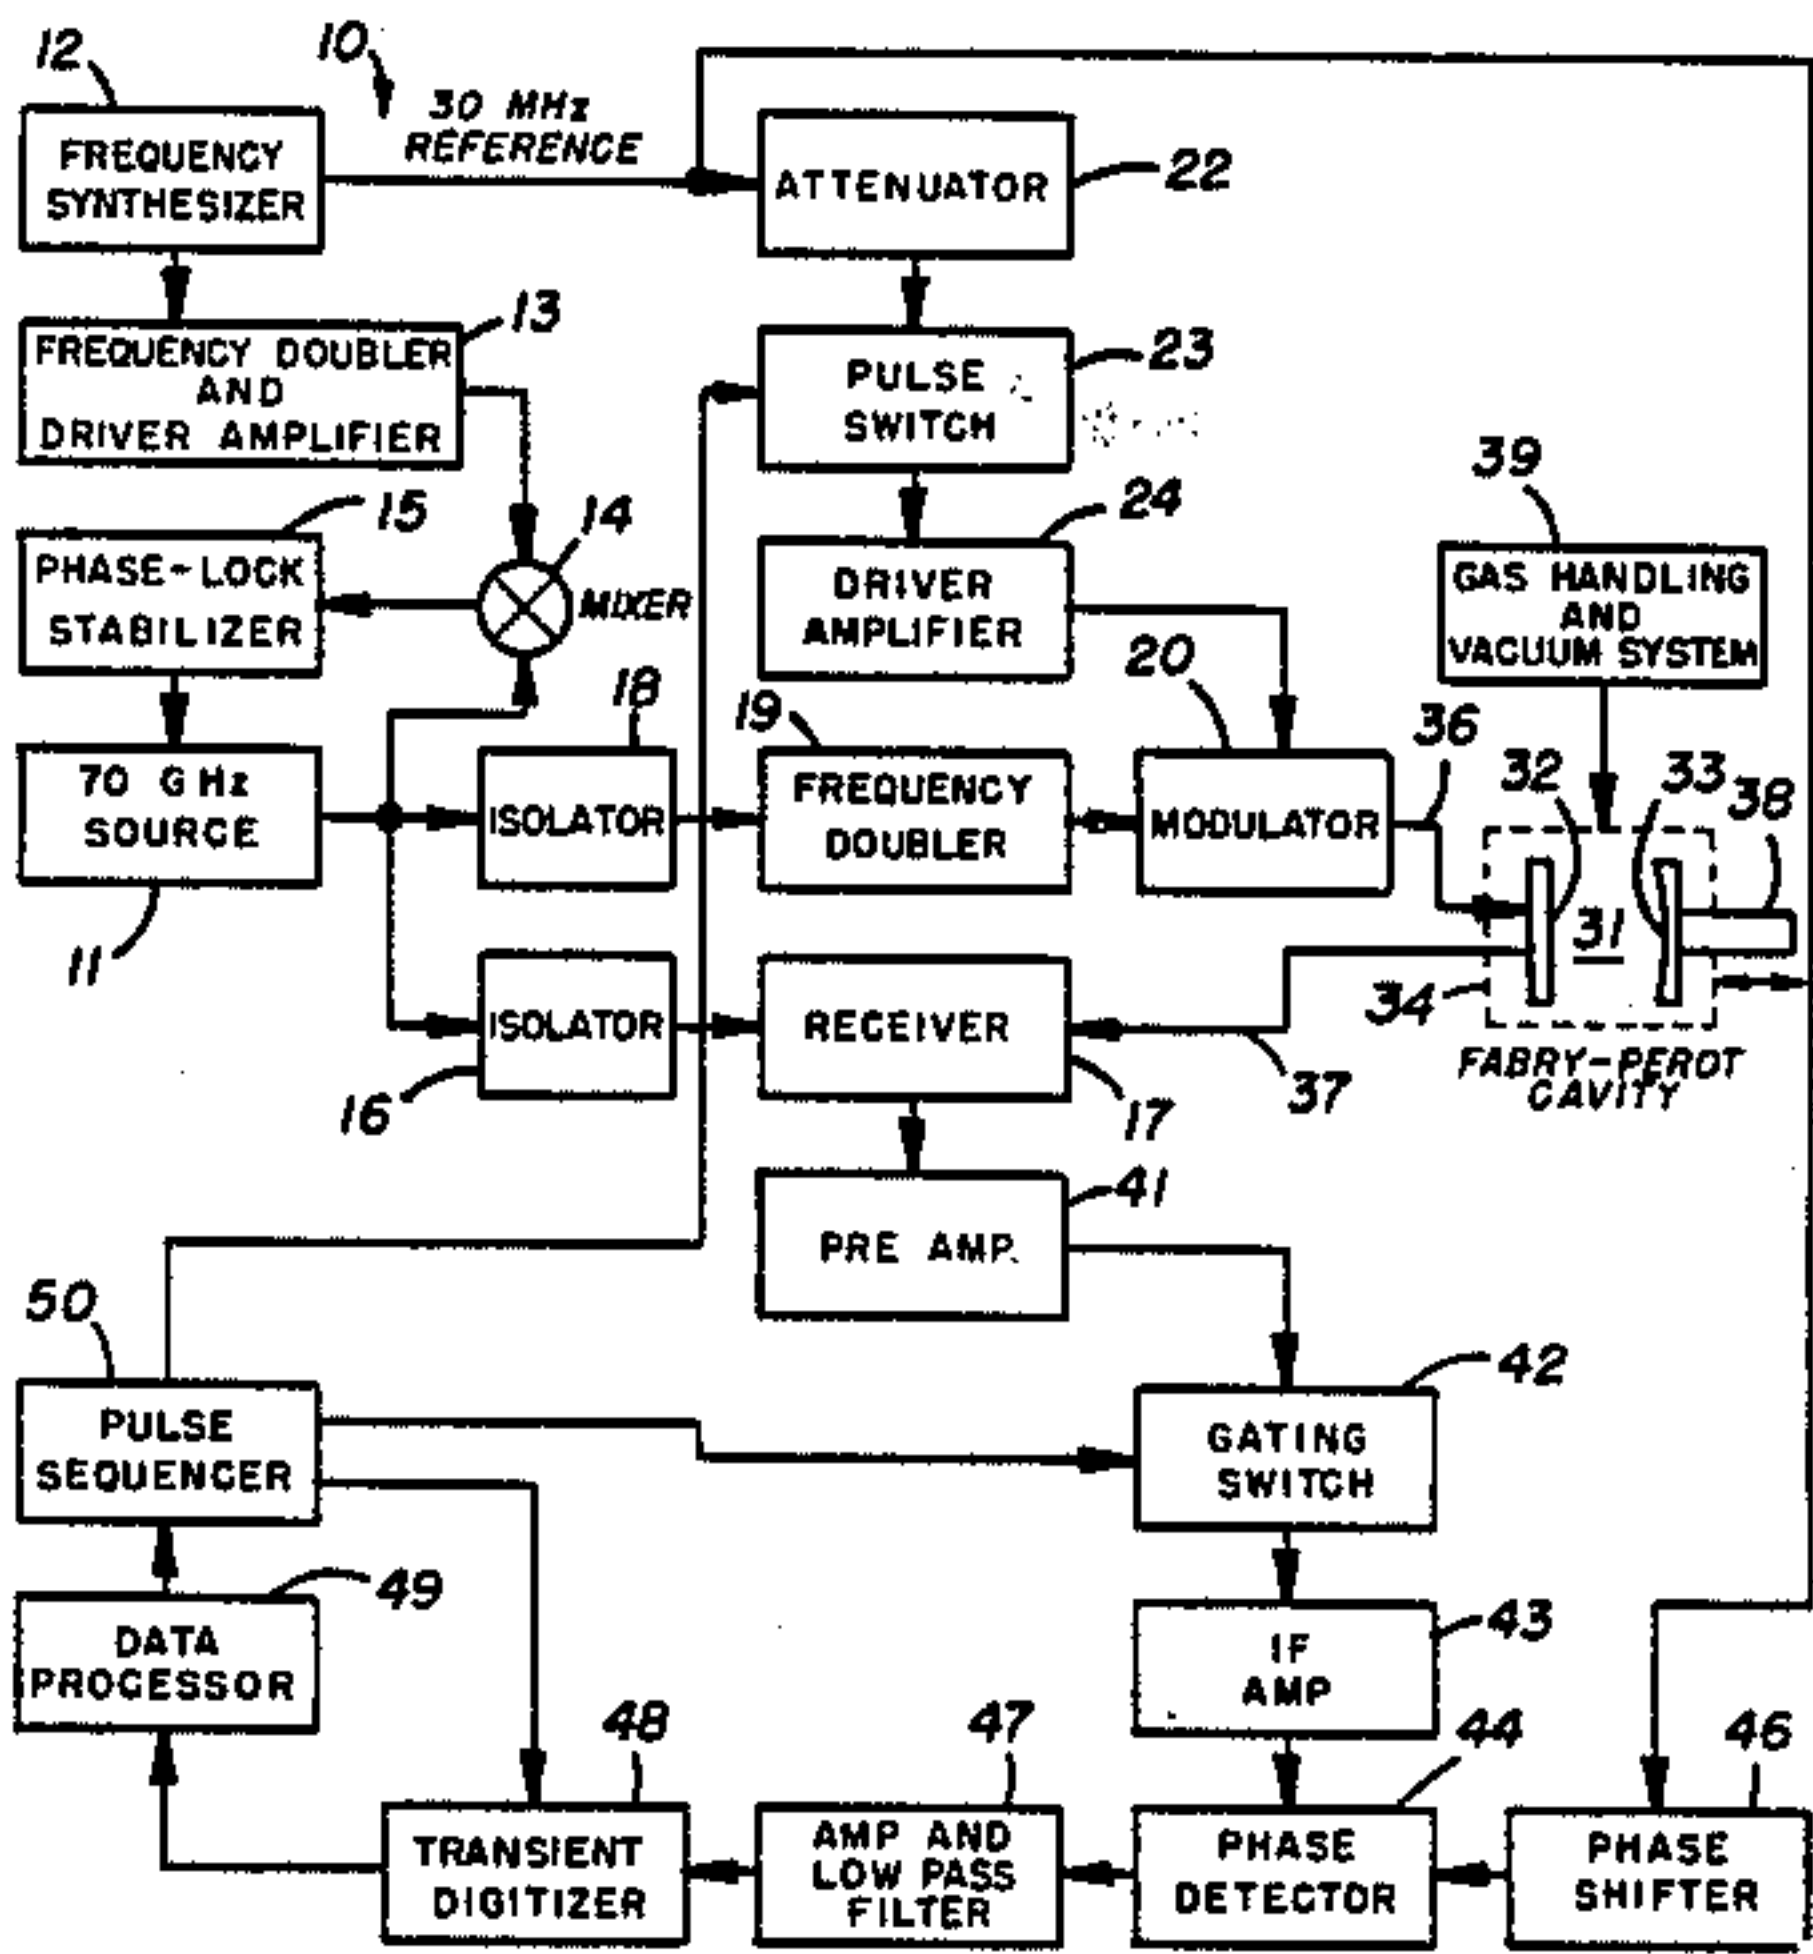 12
10
30 MHz
REFERENCE
FREQUENCY
SYNTHESIZER
ATTENUATOR
22
13
FREQUENCY DOUBLER
AND
DRIVER AMPLIFIER
PULSE
SWITCH
23
39
15
PHASE-LOCK
STABILIZER
14
MIXER
24
DRIVER
AMPLIFIER
GAS HANDLING
AND
VACUUM SYSTEM
20
18
19
36
32
33
38
70 GHz
SOURCE
11
ISOLATOR
FREQUENCY
DOUBLER
MODULATOR
31
34
FABRY-PEROT
CAVITY
ISOLATOR
16
RECEIVER
17
37
41
PRE AMP.
50
PULSE
SEQUENCER
42
GATING
SWITCH
49
DATA
PROCESSOR
43
IF
AMP
48
47
44
46
TRANSIENT
DIGITIZER
AMP AND
LOW PASS
FILTER
PHASE
DETECTOR
PHASE
SHIFTER